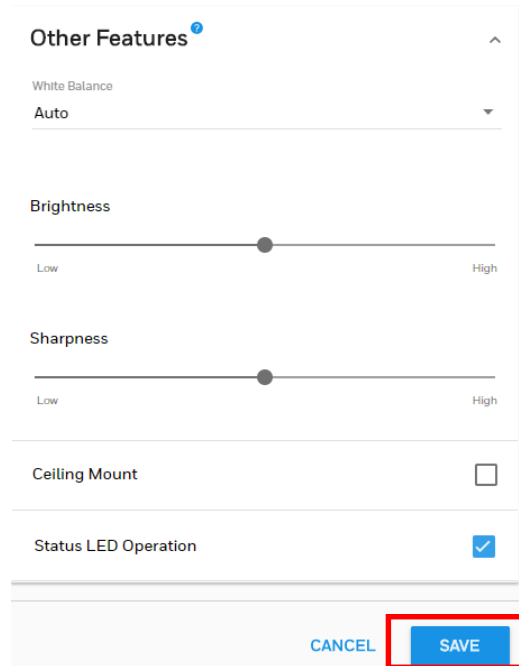 Other Features ?
White Balance
Auto
Brightness
Low High
Sharpness
Low High
Ceiling Mount
Status LED Operation
CANCEL SAVE